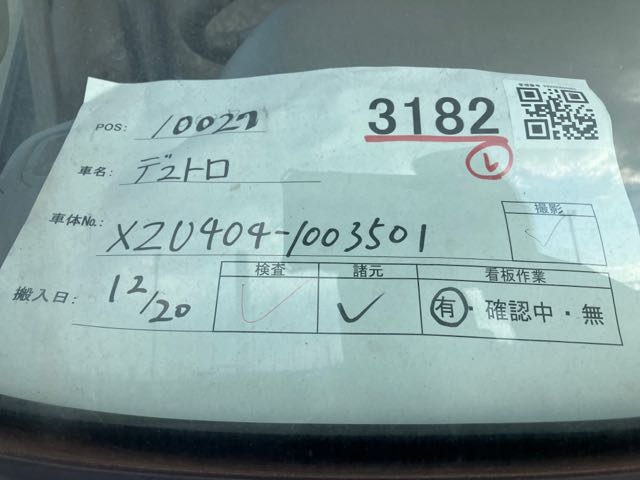 POS: 10027
3182
レ
車名: デュトロ
車体No.: XZU404-1003501
撮影
搬入日: 12/20
検査 諸元 看板作業
有・確認中・無